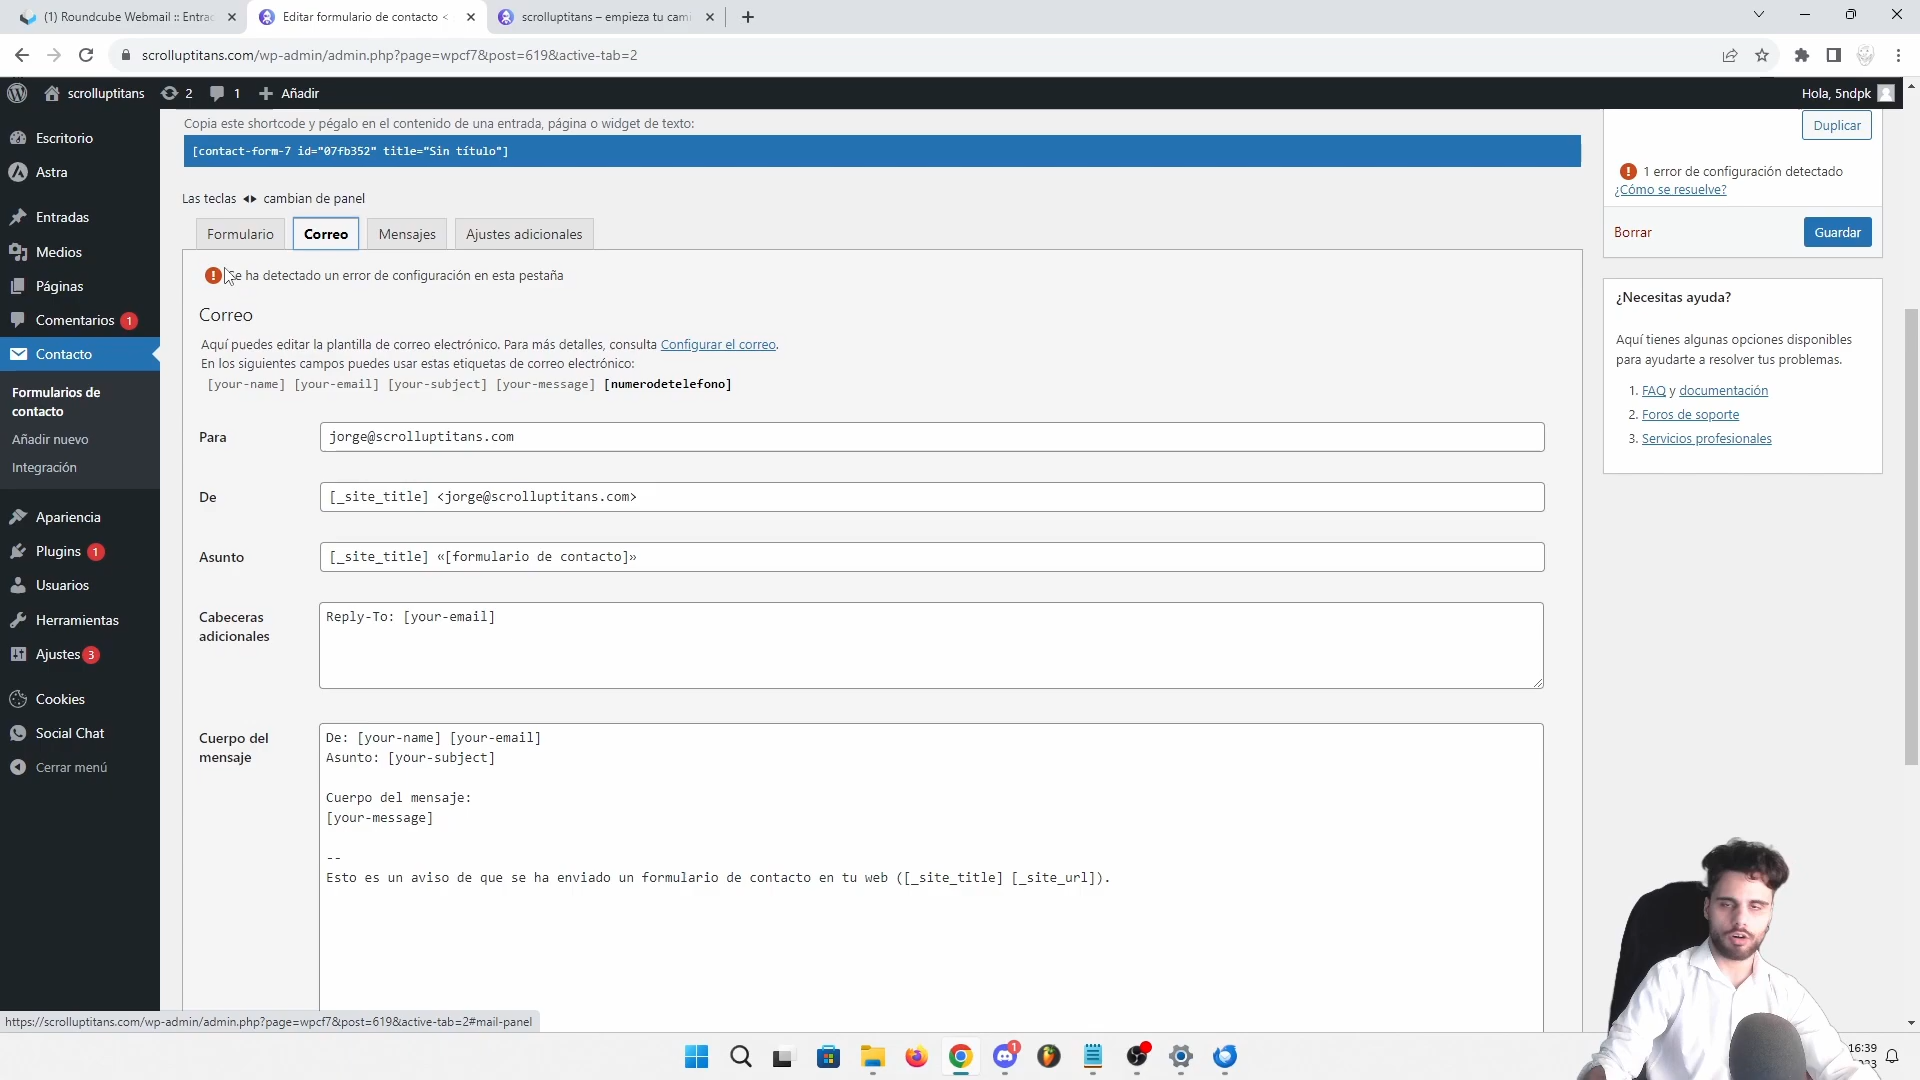 (1) Roundcube Webmail :: Entra
Editar formulario de contacto <
scrolluptitans – empieza tu cam
scrolluptitans.com/wp-admin/admin.php?page=wpcf7&post=619&active-tab=2
scrolluptitans
2
1
Añadir
Hola, 5ndpk
Escritorio
Astra
Entradas
Medios
Páginas
Comentarios 1
Contacto
Formularios de
contacto
Añadir nuevo
Integración
Apariencia
Plugins 1
Usuarios
Herramientas
Ajustes 3
Cookies
Social Chat
Cerrar menú
Copia este shortcode y pégalo en el contenido de una entrada, página o widget de texto:
[contact-form-7 id="07fb352" title="Sin título"]
Las teclas cambian de panel
Formulario
Correo
Mensajes
Ajustes adicionales
Se ha detectado un error de configuración en esta pestaña
Correo
Aquí puedes editar la plantilla de correo electrónico. Para más detalles, consulta Configurar el correo.
En los siguientes campos puedes usar estas etiquetas de correo electrónico:
[your-name] [your-email] [your-subject] [your-message] [numerodetelefono]
Para
jorge@scrolluptitans.com
De
[_site_title] <jorge@scrolluptitans.com>
Asunto
[_site_title] «[formulario de contacto]»
Cabeceras
adicionales
Reply-To: [your-email]
Cuerpo del
mensaje
De: [your-name] [your-email]
Asunto: [your-subject]
Cuerpo del mensaje:
[your-message]
--
Esto es un aviso de que se ha enviado un formulario de contacto en tu web ([_site_title] [_site_url]).
Duplicar
1 error de configuración detectado
¿Cómo se resuelve?
Borrar
Guardar
¿Necesitas ayuda?
Aquí tienes algunas opciones disponibles
para ayudarte a resolver tus problemas.
1. FAQ y documentación
2. Foros de soporte
3. Servicios profesionales
https://scrolluptitans.com/wp-admin/admin.php?page=wpcf7&post=619&active-tab=2#mail-panel
1
16:39